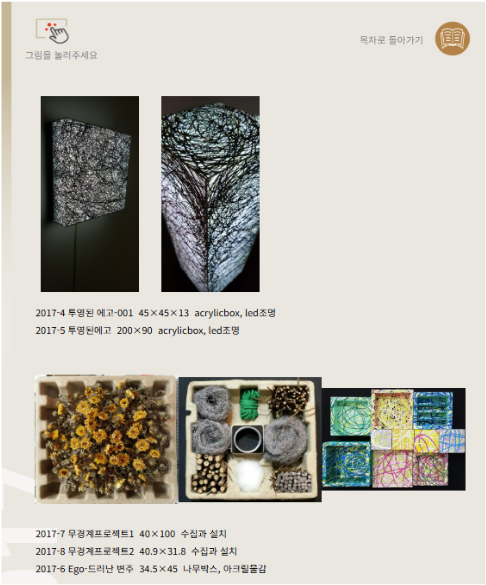 그림을 눌러주세요
목차로 돌아가기
2017-4 투영된 에고-001 45×45×13 acrylicbox, led조명
2017-5 투영된에고 200×90 acrylicbox, led조명
2017-7 무경계프로젝트1 40×100 수집과 설치
2017-8 무경계프로젝트2 40.9×31.8 수집과 설치
2017-6 Ego-드러난 변주 34.5×45 나무박스, 아크릴물감